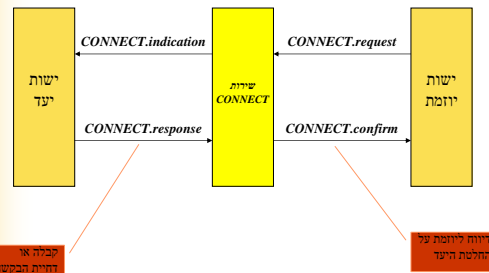 CONNECT.indication
CONNECT.request
ישות
יעד
שירות
CONNECT
ישות
יוזמת
CONNECT.response
CONNECT.confirm
קבלה או
דחיית הבקשה
דיווח ליוזמת על
החלטת היעד